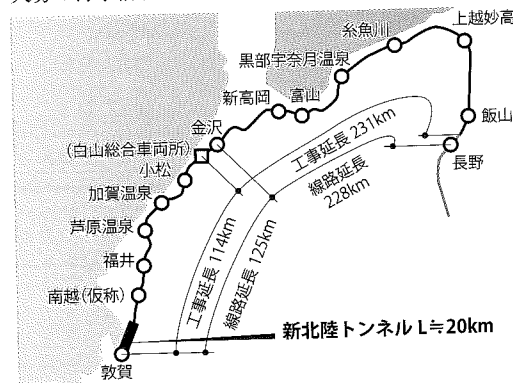 上越妙高
糸魚川
黒部宇奈月温泉
新高岡
富山
飯山
金沢
工事延長 231km
(白山総合車両所)
長野
小松
線路延長
228km
加賀温泉
芦原温泉
工事延長 114km
線路延長 125km
福井
南越(仮称)
新北陸トンネル L≒20km
敦賀